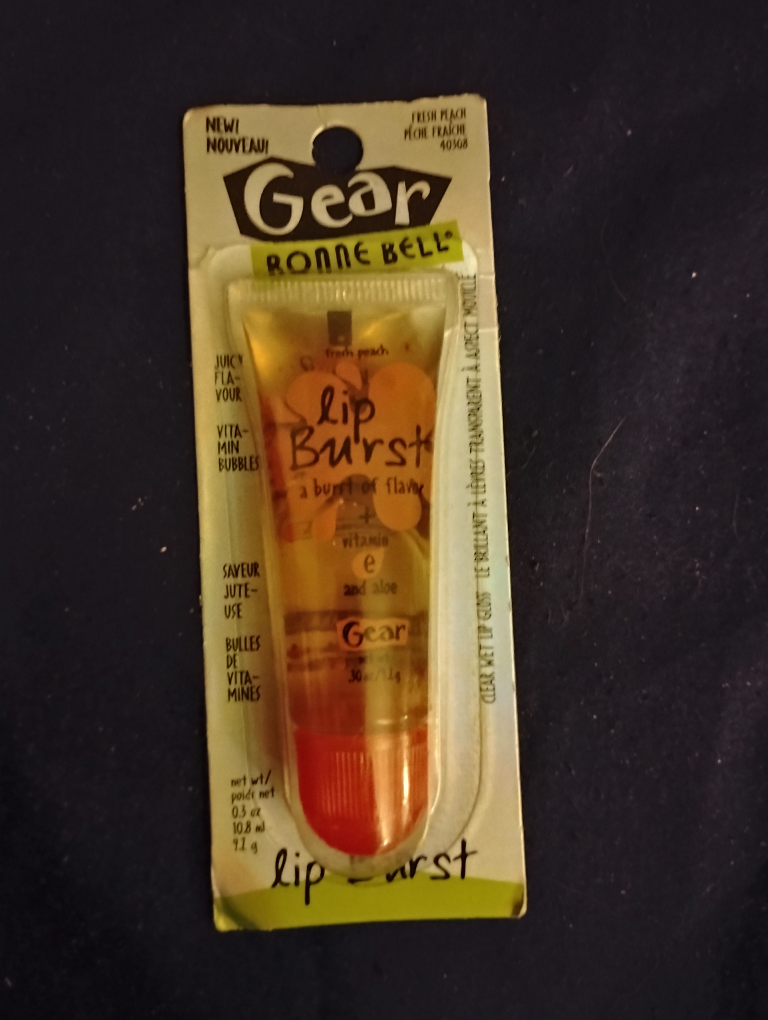 NEW!
NOUVEAU!
FRESH PEACH
PÊCHE FRAÎCHE
40308
Gear
BONNE BELL®
fresh peach
lip
Burst
a burst of flavor
+
vitamin
e
and aloe
Gear
JUICY
FLA-
VOUR
VITA-
MIN
BUBBLES
SAVEUR
JUTE-
USE
BULLES
DE
VITA-
MINES
CLEAR WET LIP GLOSS LE BRILLANT À LÈVRES TRANSPARENT À ASPECT MOUILLÉ
net wt/
poids net
0.3 oz
10.8 ml
9.1 g
lip Burst